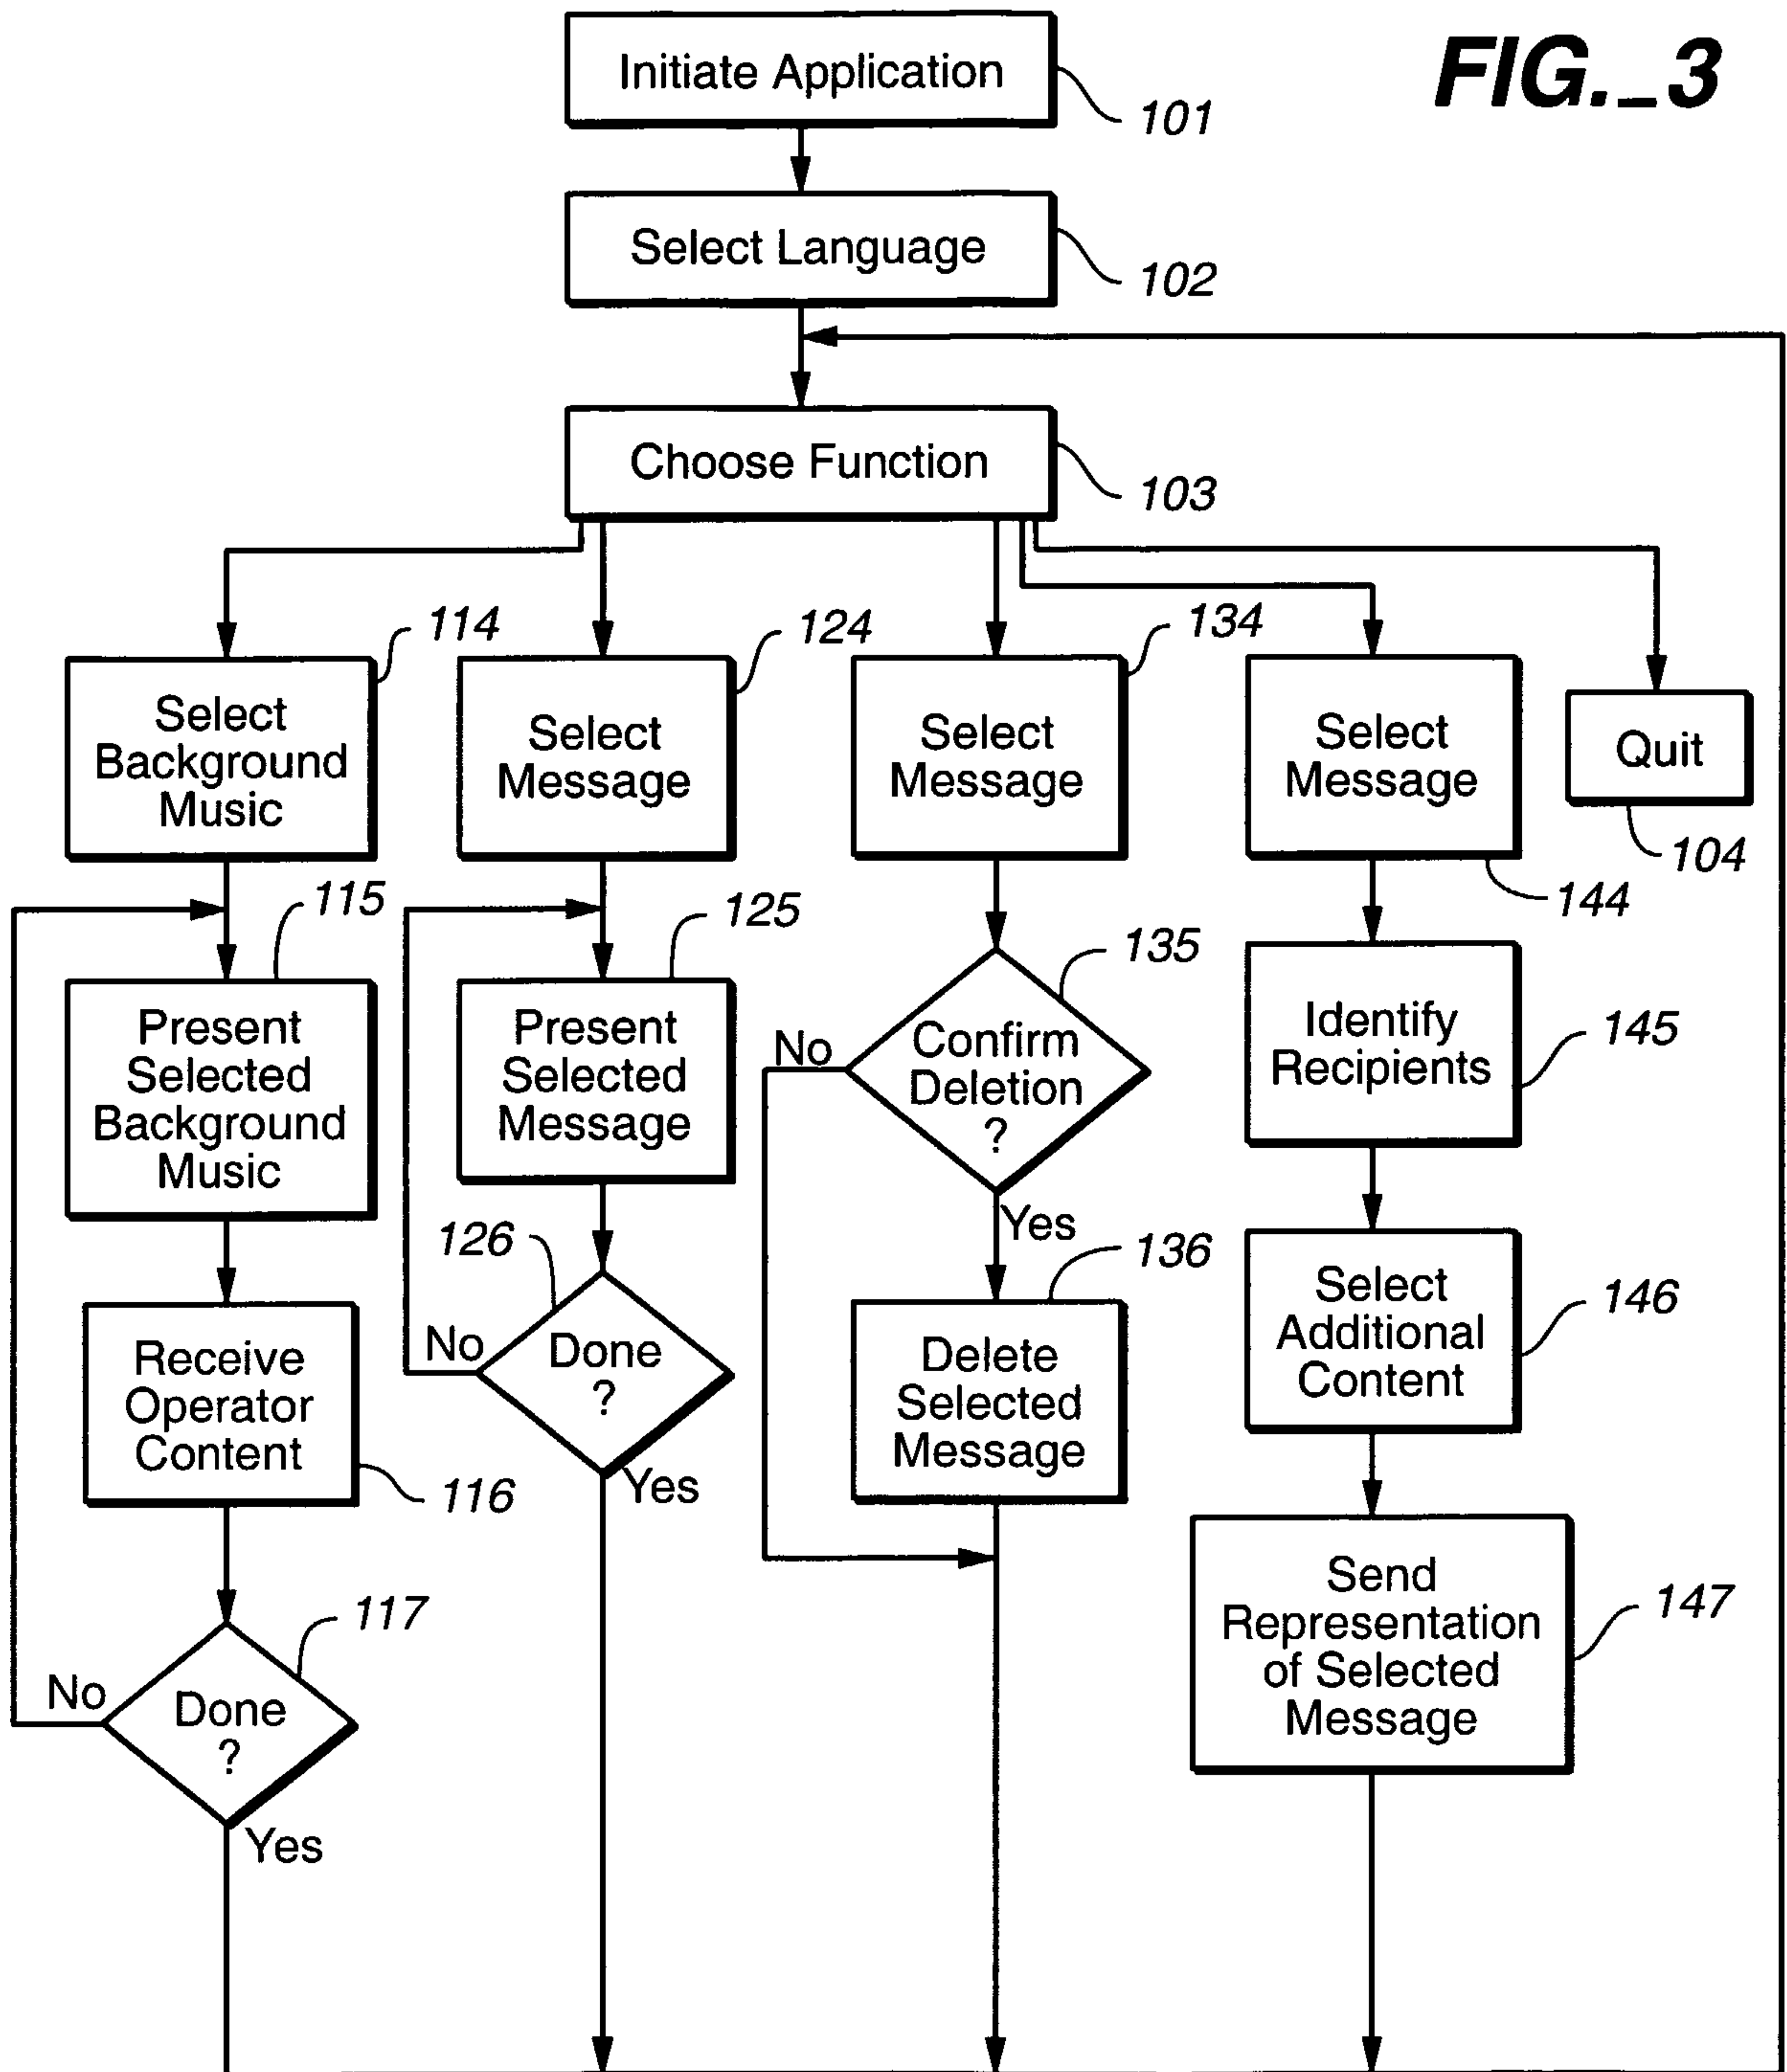 FIG._3
Initiate Application
101
Select Language
102
Choose Function
103
114
Select
Background
Music
124
Select
Message
134
Select
Message
Select
Message
144
Quit
104
115
Present
Selected
Background
Music
Receive
Operator
Content
116
117
Done
?
No
Yes
125
Present
Selected
Message
126
Done
?
No
Yes
135
Confirm
Deletion
?
No
Yes
136
Delete
Selected
Message
Identify
Recipients
145
Select
Additional
Content
146
Send
Representation
of Selected
Message
147